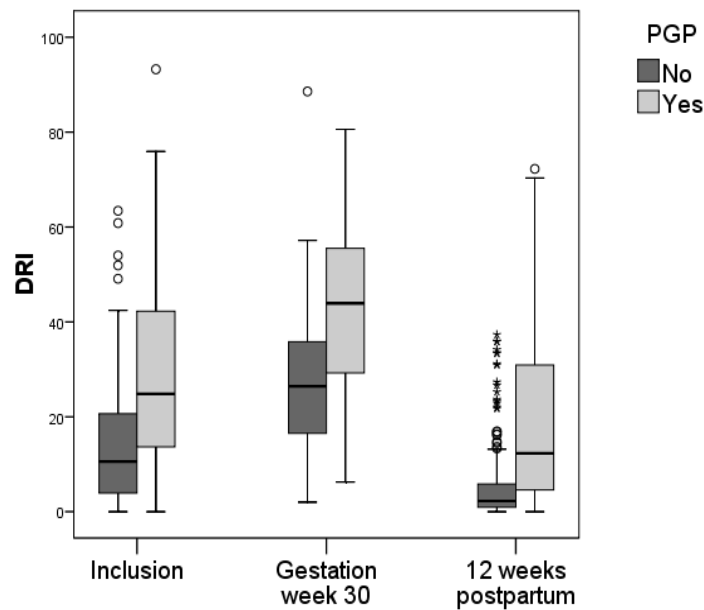 PGP
No
Yes
DRI
100
80
60
40
20
0
Inclusion
Gestation
week 30
12 weeks
postpartum